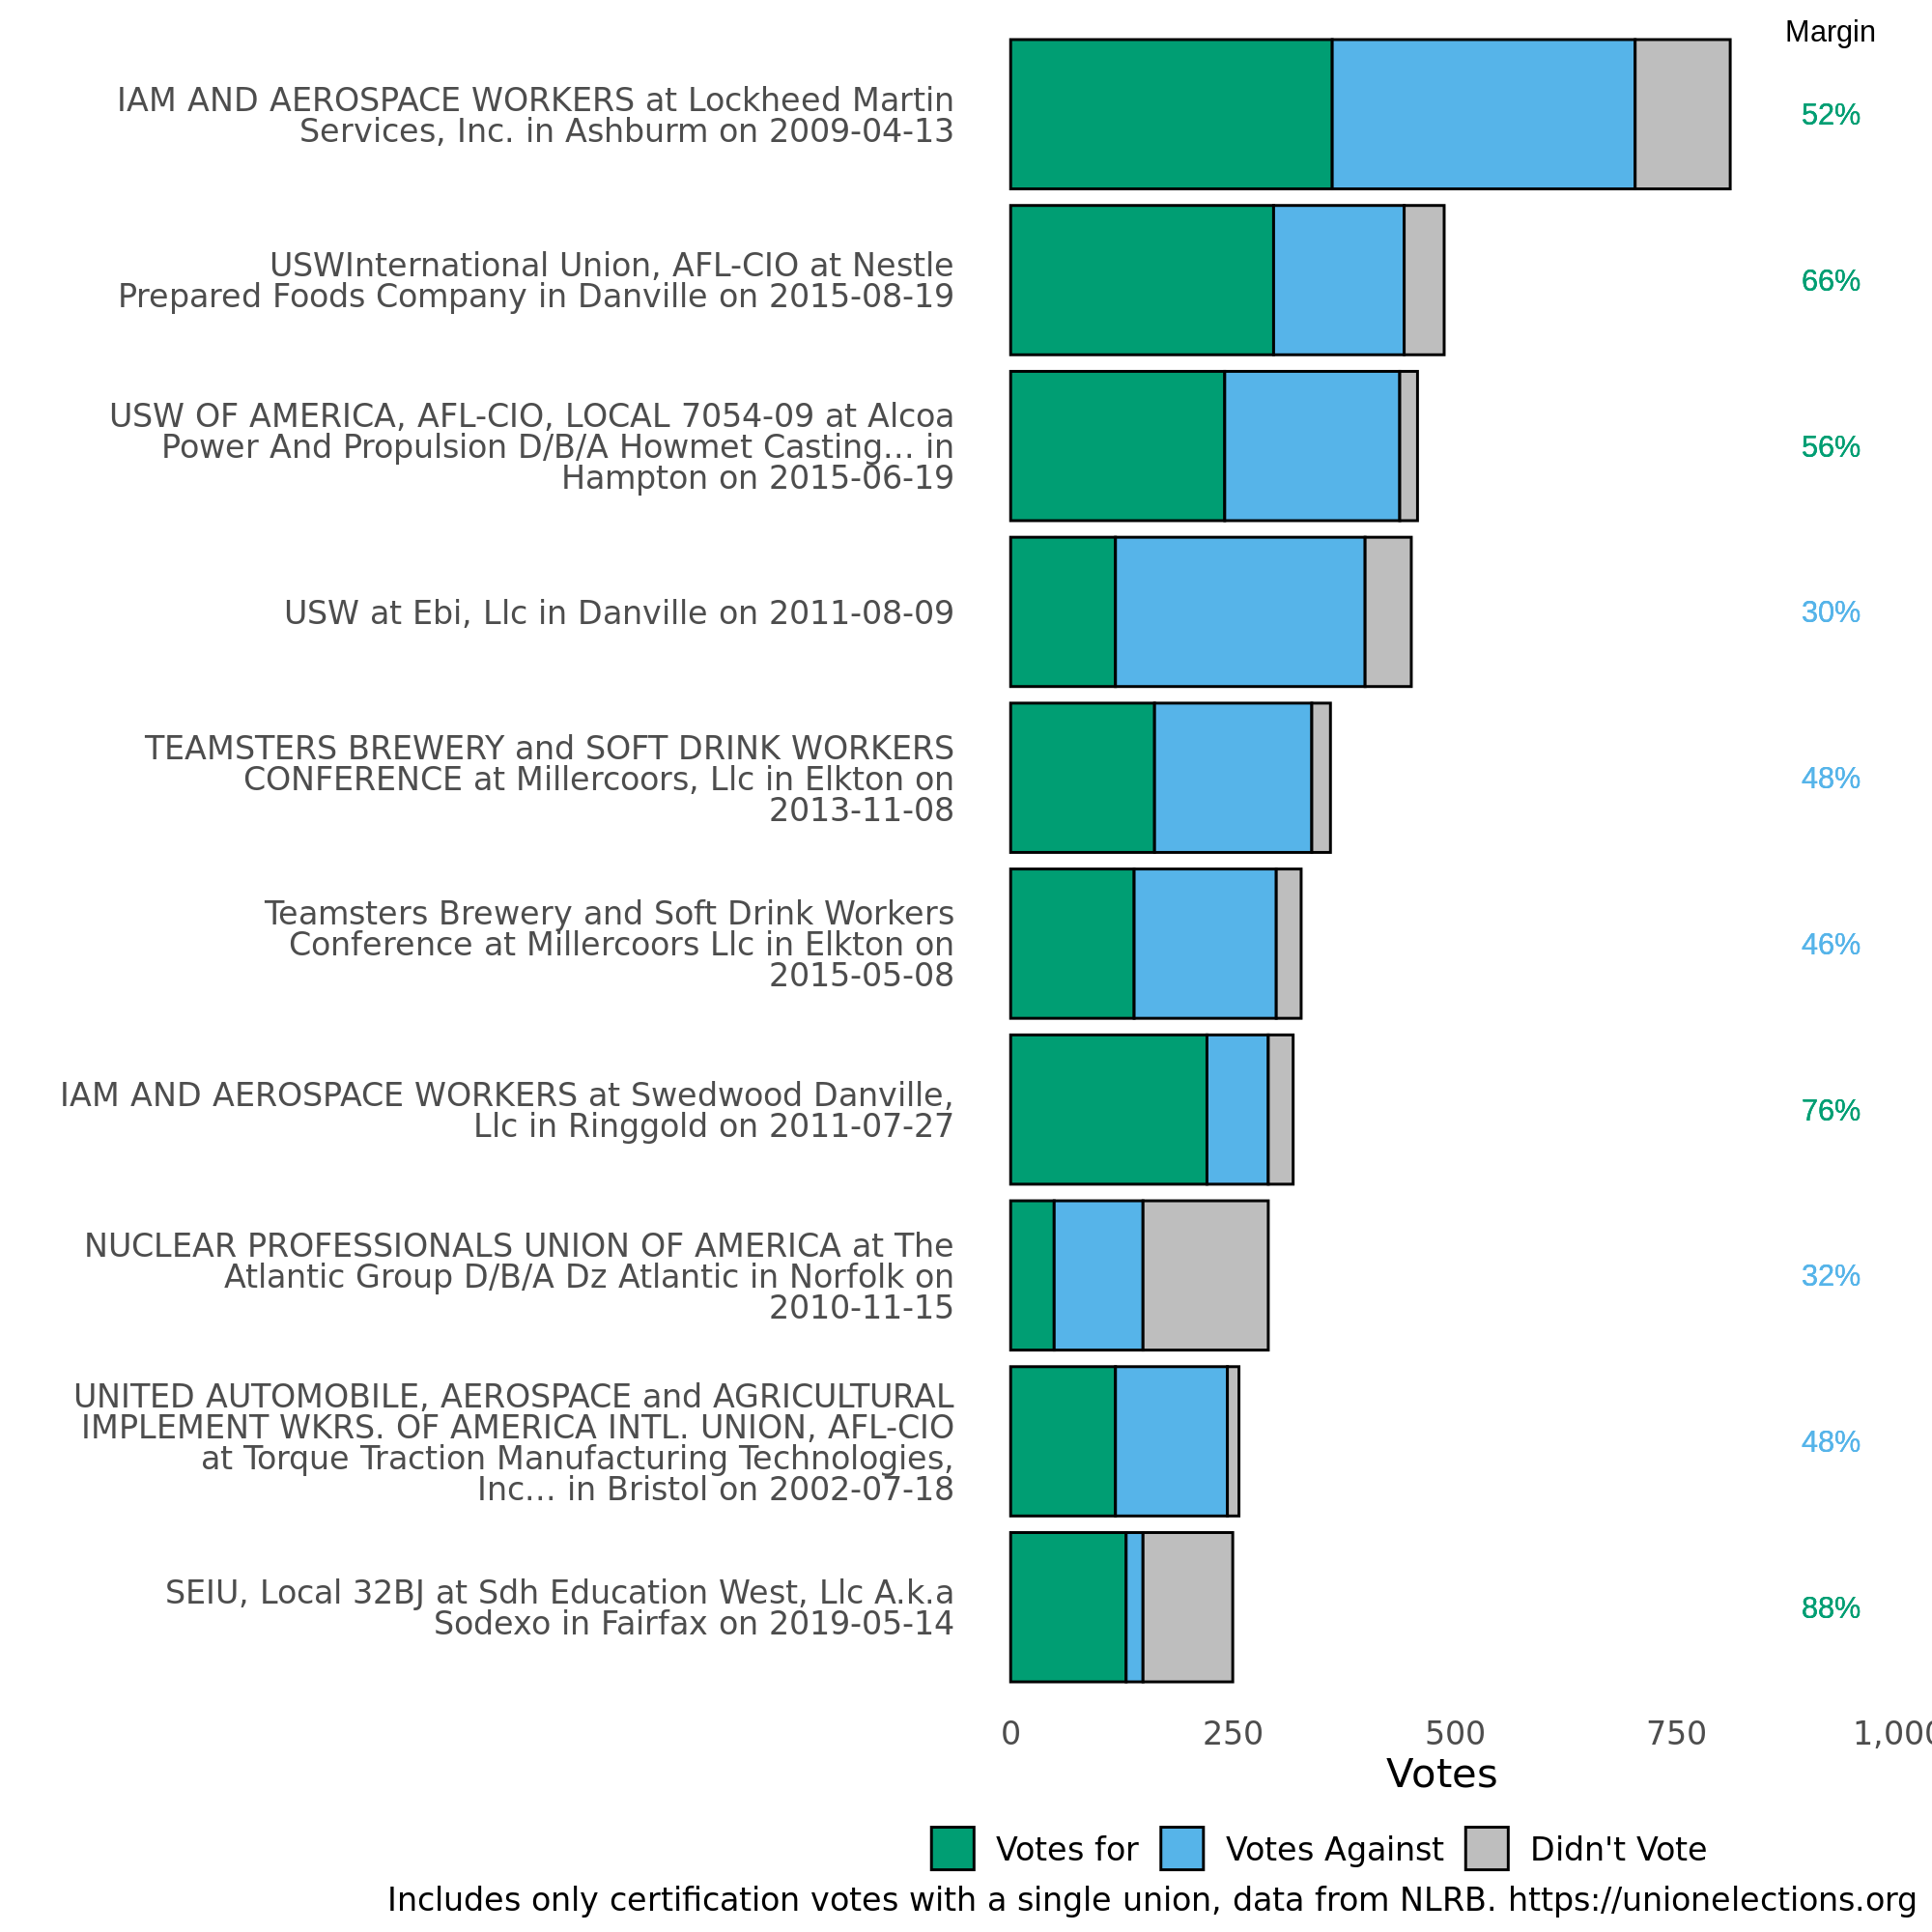 Margin
IAM AND AEROSPACE WORKERS at Lockheed Martin
Services, Inc. in Ashburm on 2009-04-13
52%
USWInternational Union, AFL-CIO at Nestle
Prepared Foods Company in Danville on 2015-08-19
66%
USW OF AMERICA, AFL-CIO, LOCAL 7054-09 at Alcoa
Power And Propulsion D/B/A Howmet Casting... in
Hampton on 2015-06-19
56%
USW at Ebi, Llc in Danville on 2011-08-09
30%
TEAMSTERS BREWERY and SOFT DRINK WORKERS
CONFERENCE at Millercoors, Llc in Elkton on
2013-11-08
48%
Teamsters Brewery and Soft Drink Workers
Conference at Millercoors Llc in Elkton on
2015-05-08
46%
IAM AND AEROSPACE WORKERS at Swedwood Danville,
Llc in Ringgold on 2011-07-27
76%
NUCLEAR PROFESSIONALS UNION OF AMERICA at The
Atlantic Group D/B/A Dz Atlantic in Norfolk on
2010-11-15
32%
UNITED AUTOMOBILE, AEROSPACE and AGRICULTURAL
IMPLEMENT WKRS. OF AMERICA INTL. UNION, AFL-CIO
at Torque Traction Manufacturing Technologies,
Inc... in Bristol on 2002-07-18
48%
SEIU, Local 32BJ at Sdh Education West, Llc A.k.a
Sodexo in Fairfax on 2019-05-14
88%
0 250 500 750 1,000
Votes
Votes for Votes Against Didn't Vote
Includes only certification votes with a single union, data from NLRB. https://unionelections.org